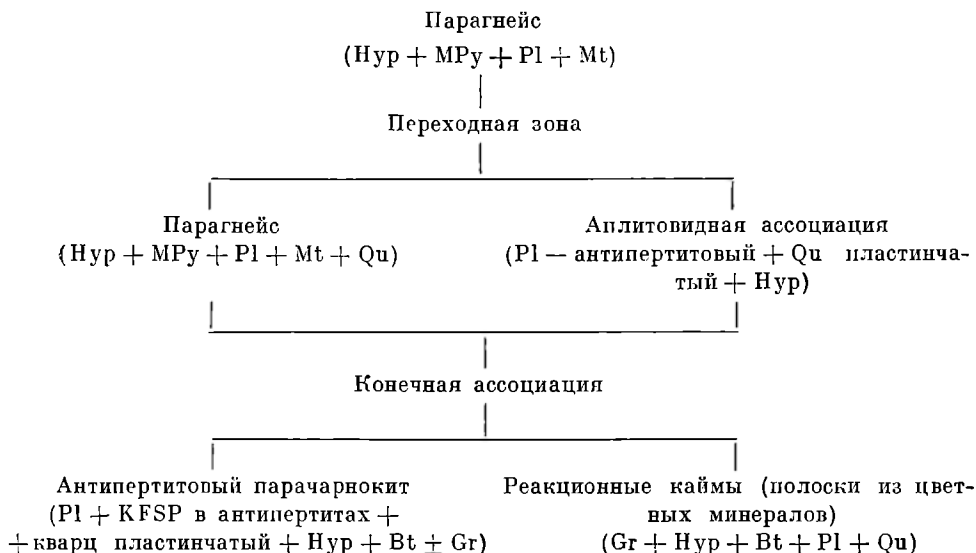 Парагнейс
(Hyp + MPy + Pl + Mt)
Переходная зона
Парагнейс
(Hyp + MPy + Pl + Mt + Qu)
Аплитовидная ассоциация
(Pl — антипертитовый + Qu пластинча-
тый + Hyp)
Конечная ассоциация
Антипертитовый парачарнокит
(Pl + KFSP в антипертитах +
+ кварц пластинчатый + Hyp + Bt ± Gr)
Реакционные каймы (полоски из цвет-
ных минералов)
(Gr + Hyp + Bt + Pl + Qu)